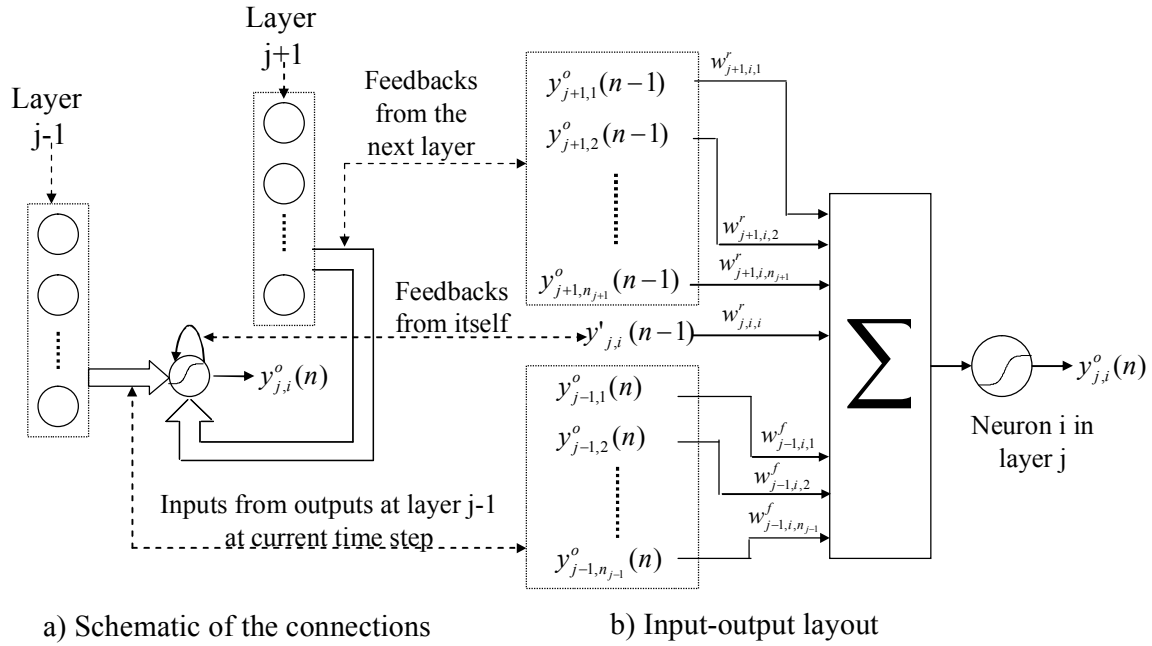 Layer
j-1
Layer
j+1
Feedbacks
from the
next layer
Feedbacks
from itself
y^o_{j,i}(n)
Inputs from outputs at layer j-1
at current time step
a) Schematic of the connections
y^o_{j+1,1}(n−1)
y^o_{j+1,2}(n−1)
y^o_{j+1,n_{j+1}}(n−1)
y'_{j,i}(n−1)
y^o_{j−1,1}(n)
y^o_{j−1,2}(n)
y^o_{j−1,n_{j−1}}(n)
w^r_{j+1,i,1}
w^r_{j+1,i,2}
w^r_{j+1,i,n_{j+1}}
w^r_{j,i,i}
w^f_{j−1,i,1}
w^f_{j−1,i,2}
w^f_{j−1,i,n_{j−1}}
Σ
y^o_{j,i}(n)
Neuron i in
layer j
b) Input-output layout